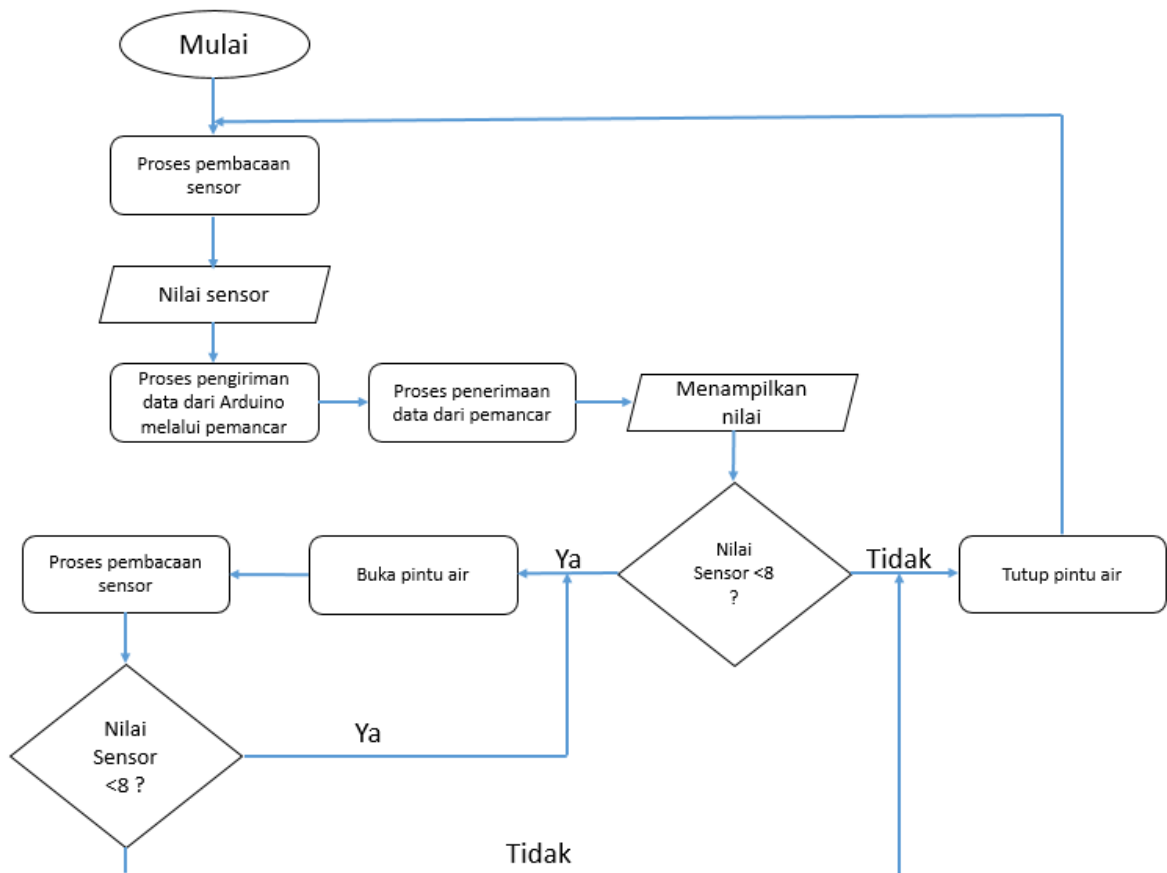 Mulai
Proses pembacaan
sensor
Nilai sensor
Proses pengiriman
data dari Arduino
melalui pemancar
Proses penerimaan
data dari pemancar
Menampilkan
nilai
Nilai
Sensor <8
?
Ya
Tidak
Tutup pintu air
Buka pintu air
Proses pembacaan
sensor
Nilai
Sensor
<8 ?
Ya
Tidak